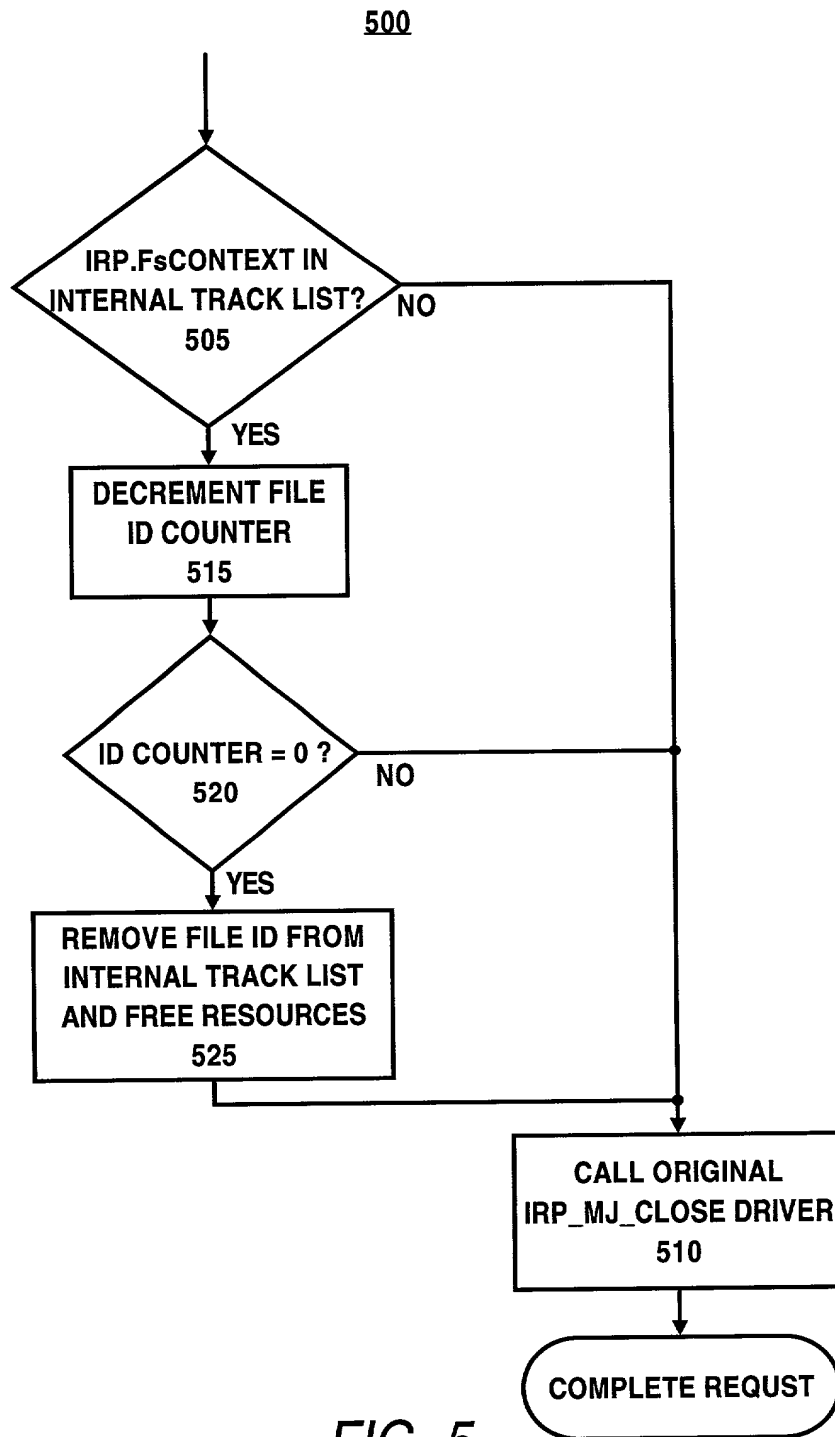 500
IRP.FsCONTEXT IN
INTERNAL TRACK LIST?
505
NO
YES
DECREMENT FILE
ID COUNTER
515
ID COUNTER = 0 ?
520
NO
YES
REMOVE FILE ID FROM
INTERNAL TRACK LIST
AND FREE RESOURCES
525
CALL ORIGINAL
IRP_MJ_CLOSE DRIVER
510
COMPLETE REQUST
FIG. 5